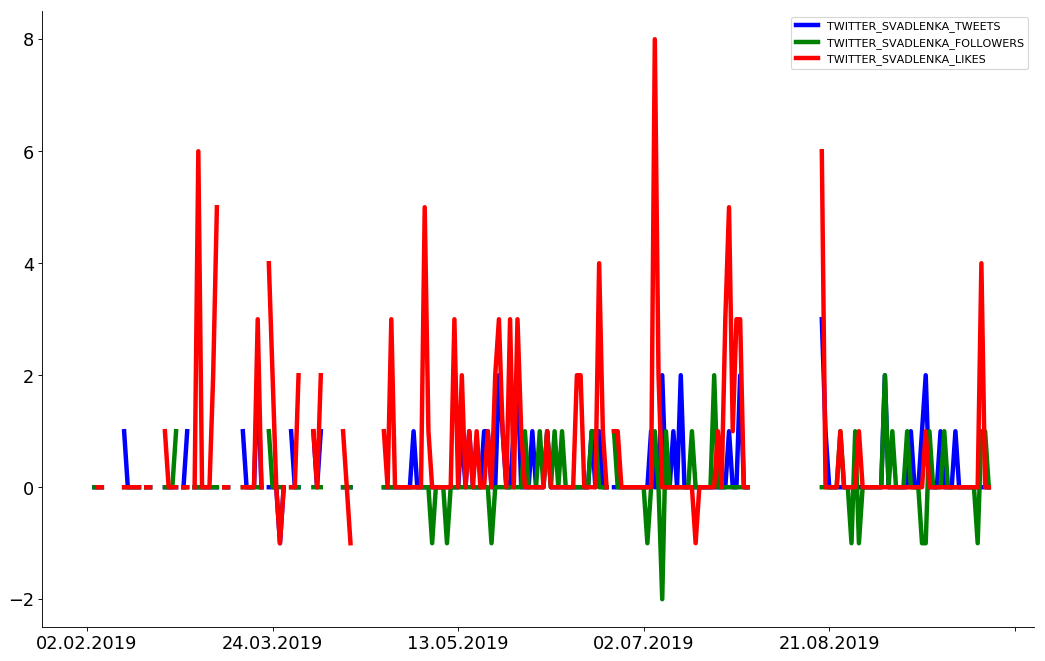 TWITTER_SVADLENKA_TWEETS
TWITTER_SVADLENKA_FOLLOWERS
TWITTER_SVADLENKA_LIKES
8
6
4
2
0
−2
02.02.2019 24.03.2019 13.05.2019 02.07.2019 21.08.2019